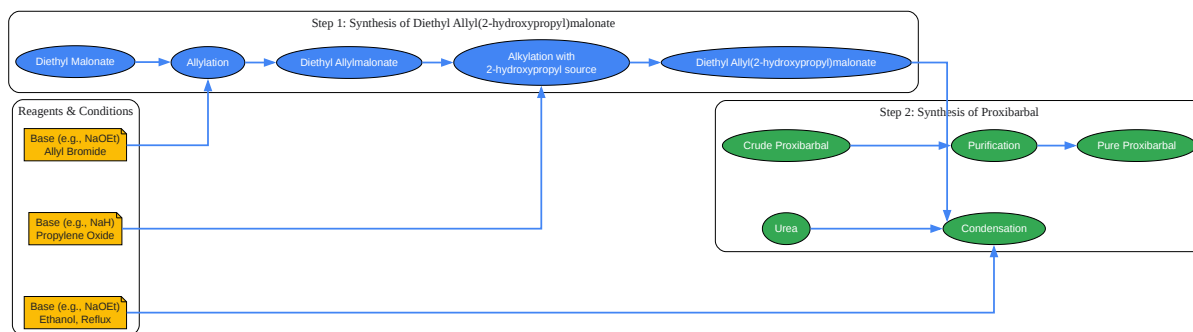 Step 1: Synthesis of Diethyl Allyl(2-hydroxypropyl)malonate
Diethyl Malonate
Allylation
Diethyl Allylmalonate
Alkylation with
2-hydroxypropyl source
Diethyl Allyl(2-hydroxypropyl)malonate
Reagents & Conditions
Base (e.g., NaOEt)
Allyl Bromide
Base (e.g., NaH)
Propylene Oxide
Base (e.g., NaOEt)
Ethanol, Reflux
Step 2: Synthesis of Proxibarbal
Crude Proxibarbal
Purification
Pure Proxibarbal
Urea
Condensation